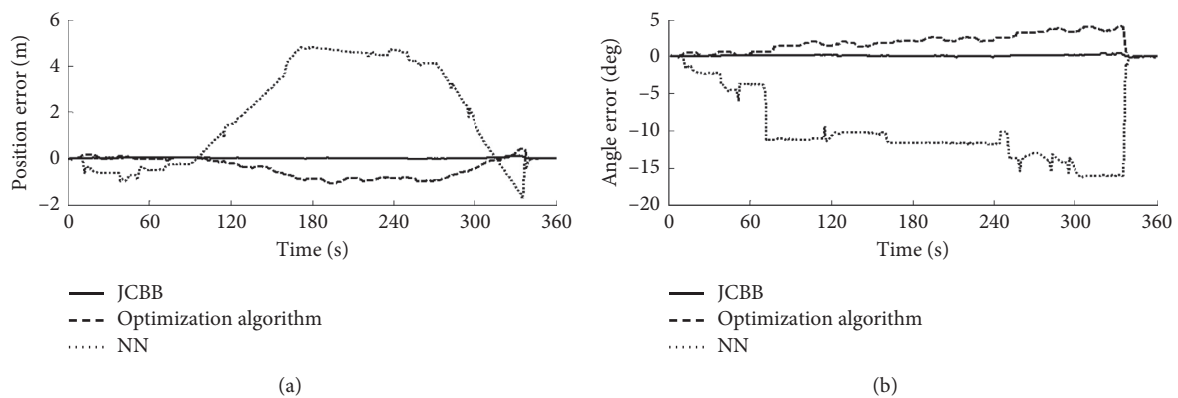 Position error (m)
6
4
2
0
−2
0 60 120 180 240 300 360
Time (s)
JCBB
Optimization algorithm
NN
(a)
Angle error (deg)
5
0
−5
−10
−15
−20
0 60 120 180 240 300 360
Time (s)
JCBB
Optimization algorithm
NN
(b)